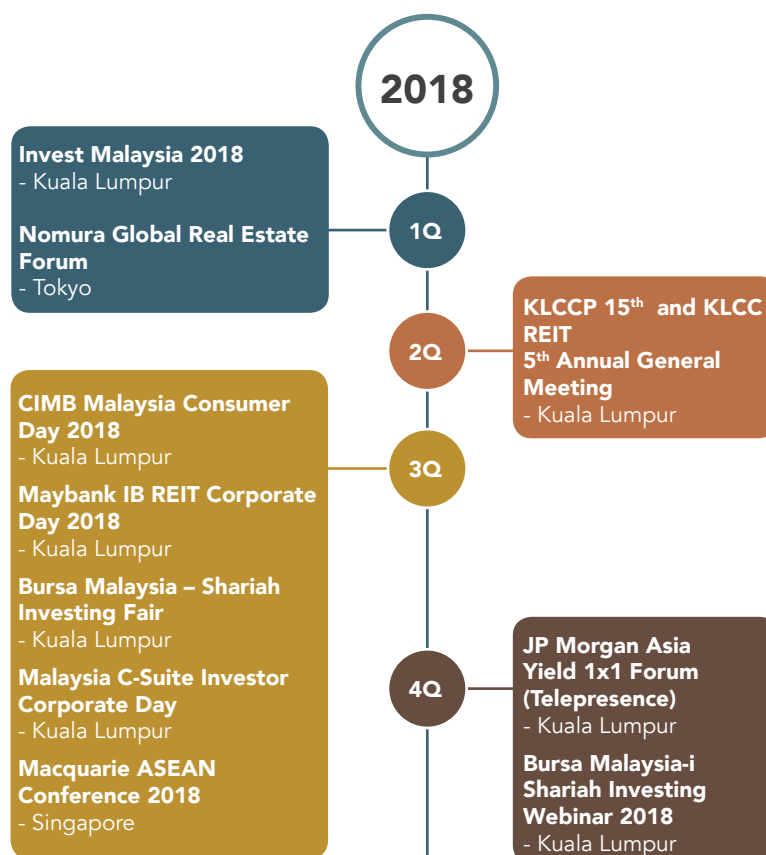 2018
1Q
Invest Malaysia 2018
- Kuala Lumpur
Nomura Global Real Estate
Forum
- Tokyo
2Q
KLCCP 15th and KLCC
REIT
5th Annual General
Meeting
- Kuala Lumpur
3Q
CIMB Malaysia Consumer
Day 2018
- Kuala Lumpur
Maybank IB REIT Corporate
Day 2018
- Kuala Lumpur
Bursa Malaysia – Shariah
Investing Fair
- Kuala Lumpur
Malaysia C-Suite Investor
Corporate Day
- Kuala Lumpur
Macquarie ASEAN
Conference 2018
- Singapore
4Q
JP Morgan Asia
Yield 1x1 Forum
(Telepresence)
- Kuala Lumpur
Bursa Malaysia-i
Shariah Investing
Webinar 2018
- Kuala Lumpur